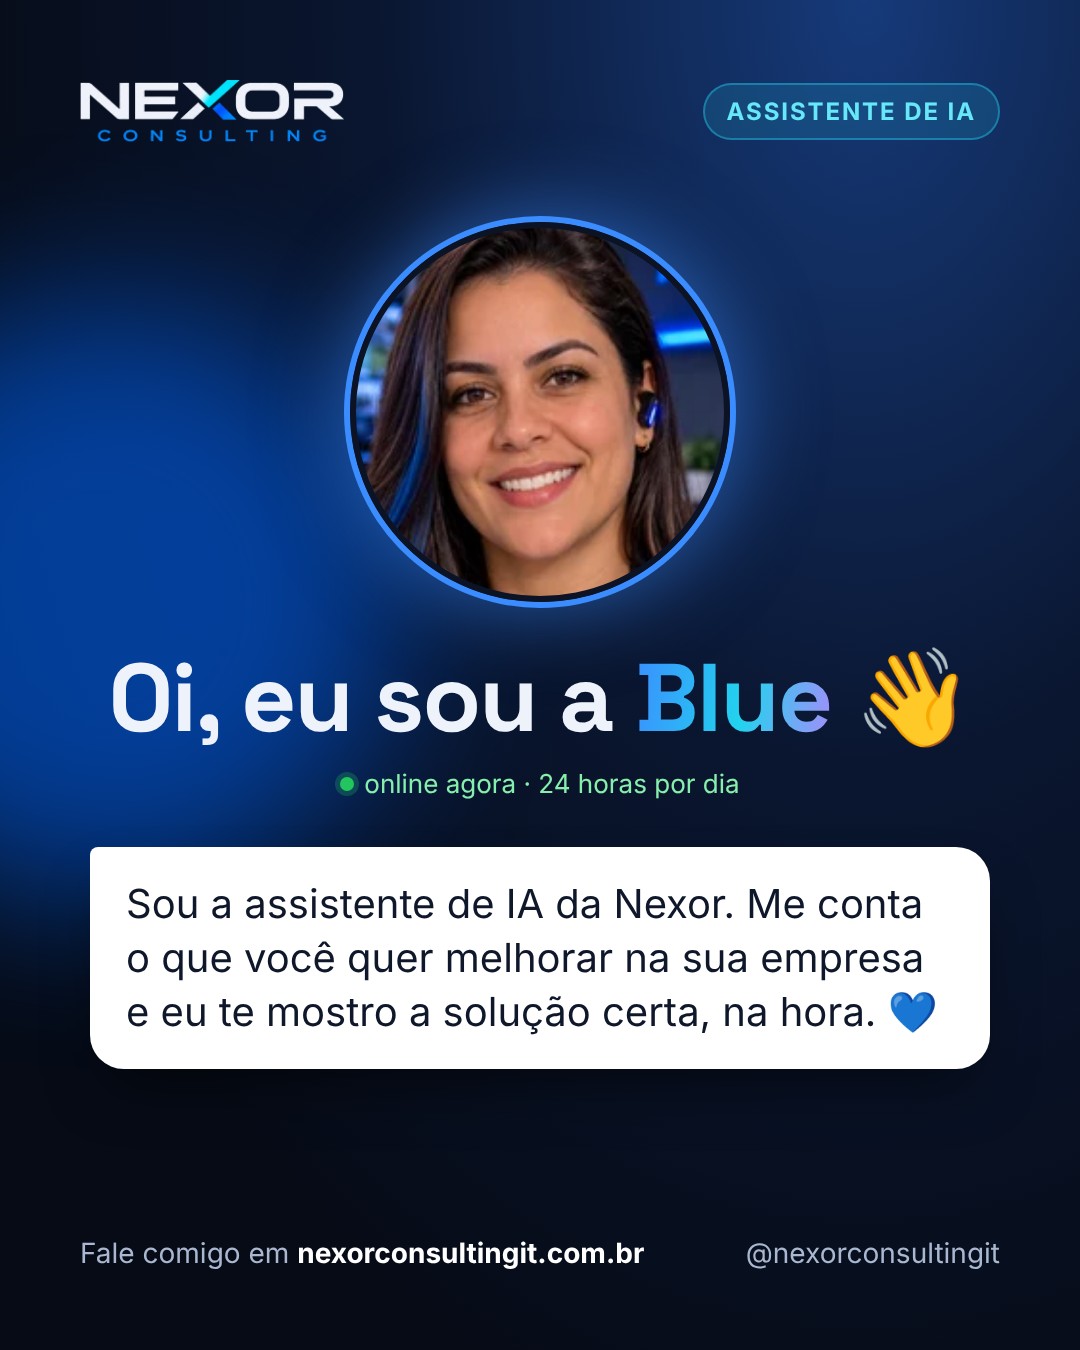 NEXOR
CONSULTING
ASSISTENTE DE IA
Oi, eu sou a Blue 👋
online agora · 24 horas por dia
Sou a assistente de IA da Nexor. Me conta
o que você quer melhorar na sua empresa
e eu te mostro a solução certa, na hora. 💙
Fale comigo em nexorconsultingit.com.br
@nexorconsultingit